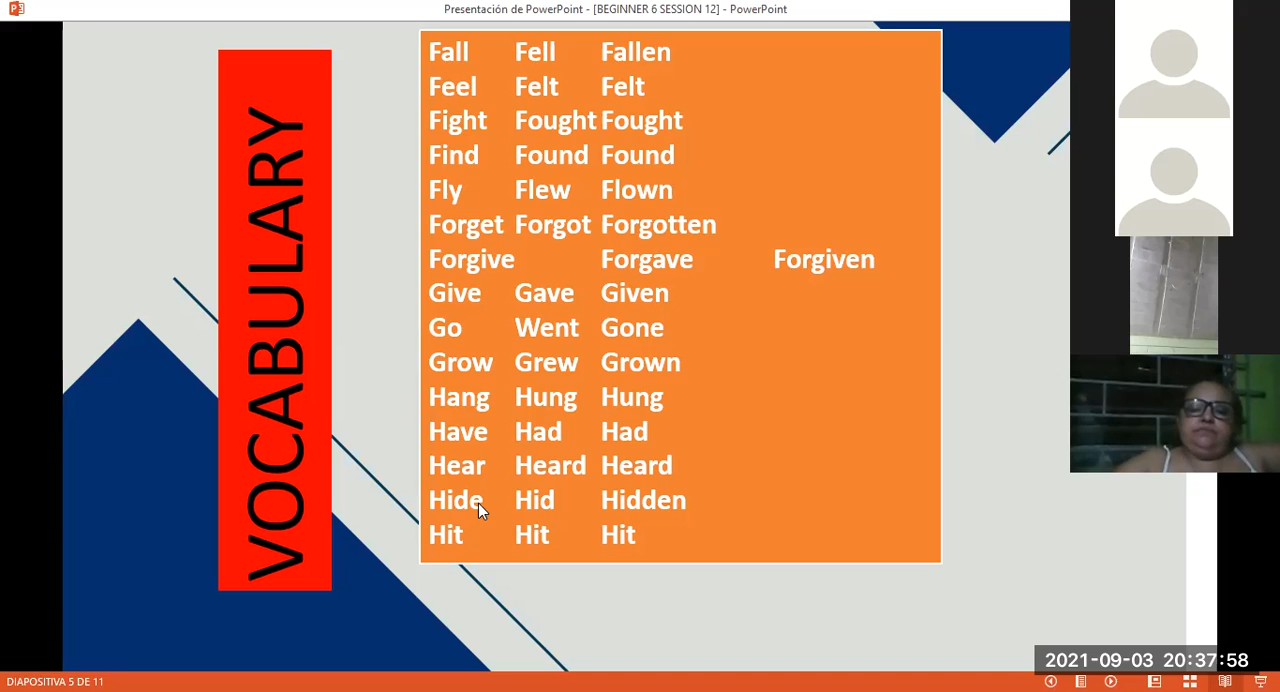 Presentación de PowerPoint - [BEGINNER 6 SESSION 12] - PowerPoint
VOCABULARY
Fall Fell Fallen
Feel Felt Felt
Fight Fought Fought
Find Found Found
Fly Flew Flown
Forget Forgot Forgotten
Forgive Forgave Forgiven
Give Gave Given
Go Went Gone
Grow Grew Grown
Hang Hung Hung
Have Had Had
Hear Heard Heard
Hide Hid Hidden
Hit Hit Hit
2021-09-03 20:37:58
DIAPOSITIVA 5 DE 11